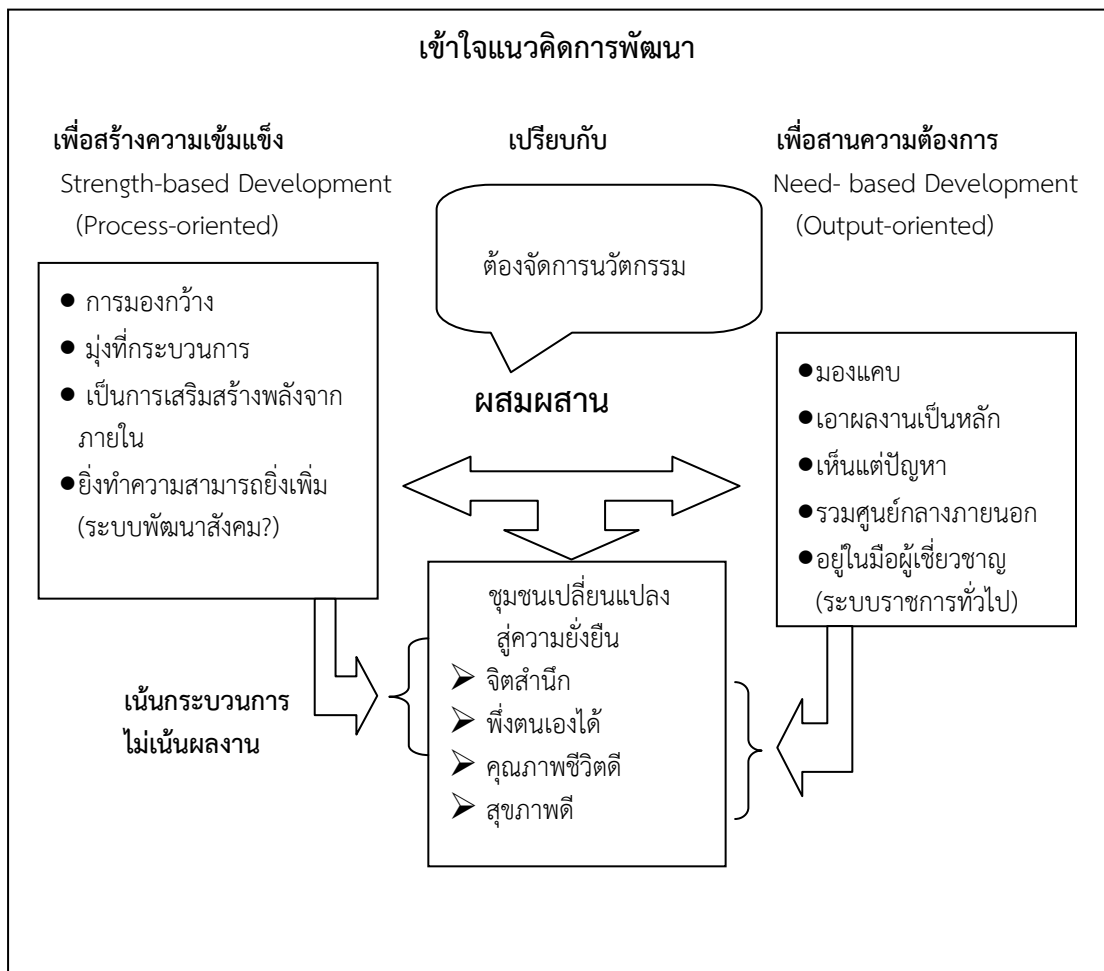 เข้าใจแนวคิดการพัฒนา
เพื่อสร้างความเข้มแข็ง
Strength-based Development
(Process-oriented)
เปรียบกับ
เพื่อสานความต้องการ
Need- based Development
(Output-oriented)
ต้องจัดการนวัตกรรม
● การมองกว้าง
● มุ่งที่กระบวนการ
● เป็นการเสริมสร้างพลังจาก
ภายใน
●ยิ่งทำความสามารถยิ่งเพิ่ม
(ระบบพัฒนาสังคม?)
ผสมผสาน
●มองแคบ
●เอาผลงานเป็นหลัก
●เห็นแต่ปัญหา
●รวมศูนย์กลางภายนอก
●อยู่ในมือผู้เชี่ยวชาญ
(ระบบราชการทั่วไป)
ชุมชนเปลี่ยนแปลง
สู่ความยั่งยืน
➢ จิตสำนึก
➢ พึ่งตนเองได้
➢ คุณภาพชีวิตดี
➢ สุขภาพดี
เน้นกระบวนการ
ไม่เน้นผลงาน